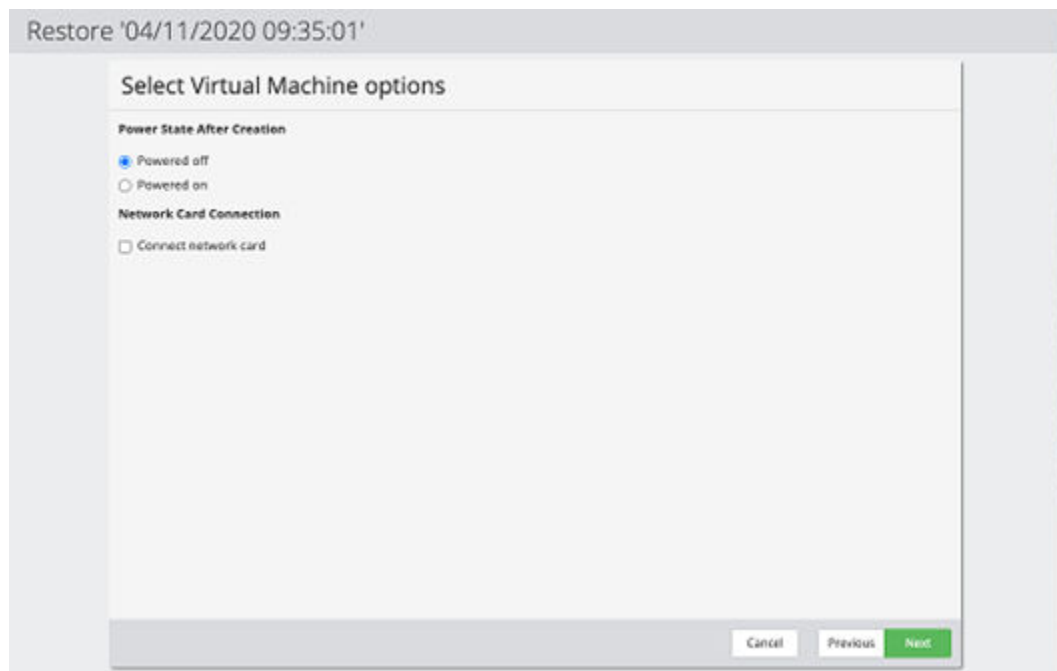 Restore '04/11/2020 09:35:01'
Select Virtual Machine options
Power State After Creation
Powered off
Powered on
Network Card Connection
Connect network card
Cancel Previous Next